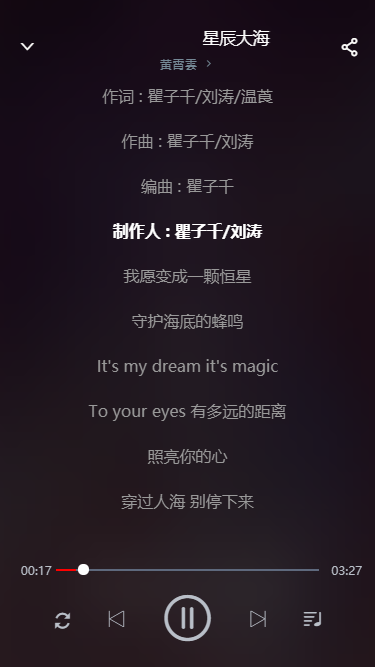 星辰大海
黄霄雲
作词 : 瞿子千/刘涛/温莨
作曲 : 瞿子千/刘涛
编曲 : 瞿子千
制作人 : 瞿子千/刘涛
我愿变成一颗恒星
守护海底的蜂鸣
It's my dream it's magic
To your eyes 有多远的距离
照亮你的心
穿过人海 别停下来
00:17
03:27